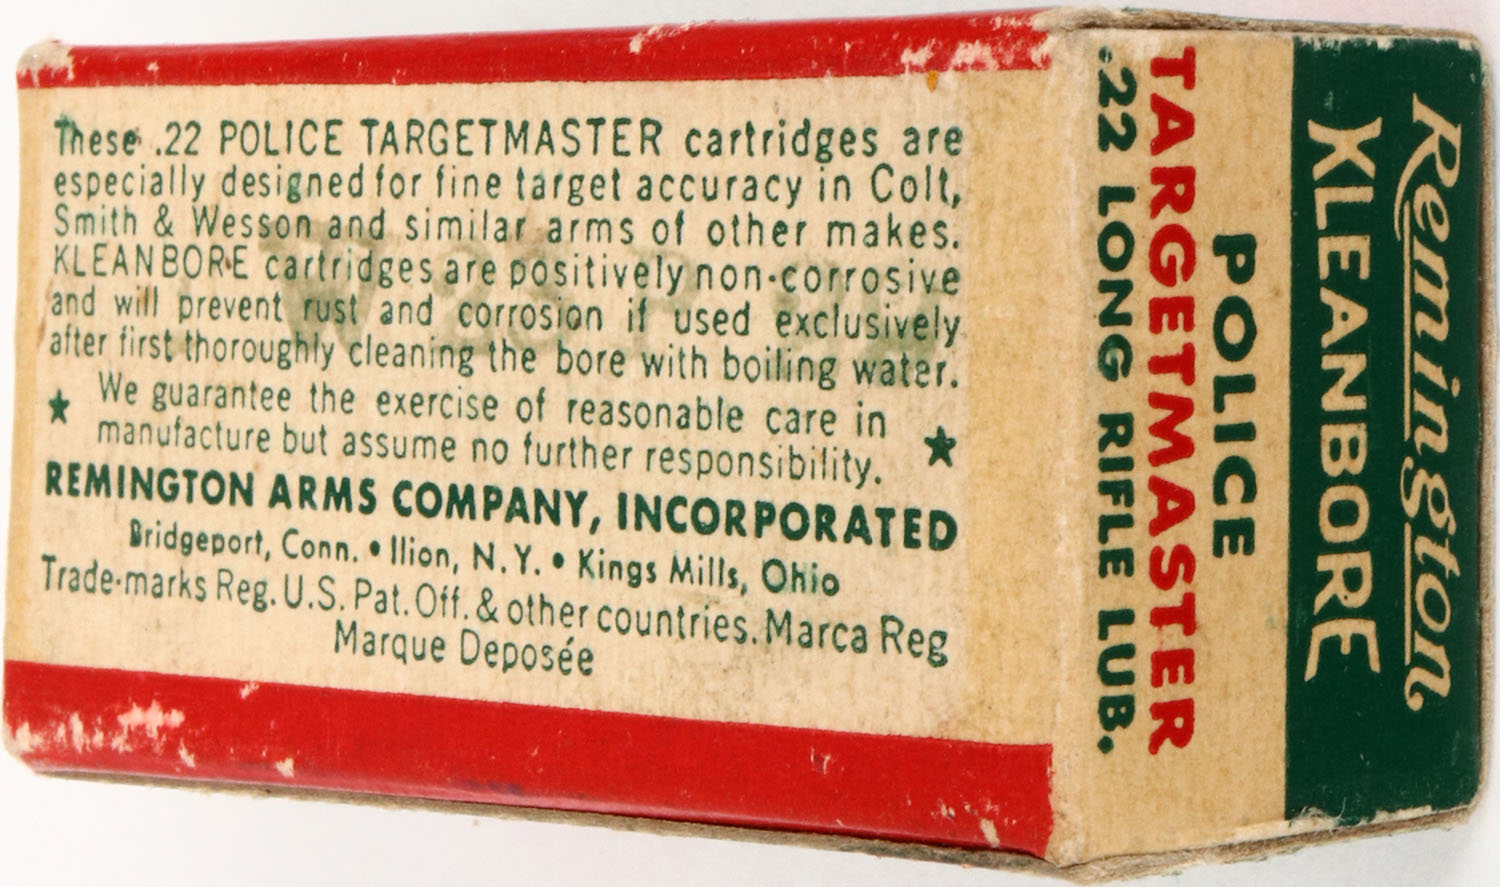 These .22 POLICE TARGETMASTER cartridges are
especially designed for fine target accuracy in Colt,
Smith & Wesson and similar arms of other makes.
KLEANBORE cartridges are positively non-corrosive
and will prevent rust and corrosion if used exclusively
after first thoroughly cleaning the bore with boiling water.
★ We guarantee the exercise of reasonable care in
manufacture but assume no further responsibility. ★
REMINGTON ARMS COMPANY, INCORPORATED
Bridgeport, Conn. • Ilion, N.Y. • Kings Mills, Ohio
Trade-marks Reg. U.S. Pat. Off. & other countries. Marca Reg
Marque Deposée
Remington
KLEANBORE
POLICE
TARGETMASTER
.22 LONG RIFLE LUB.